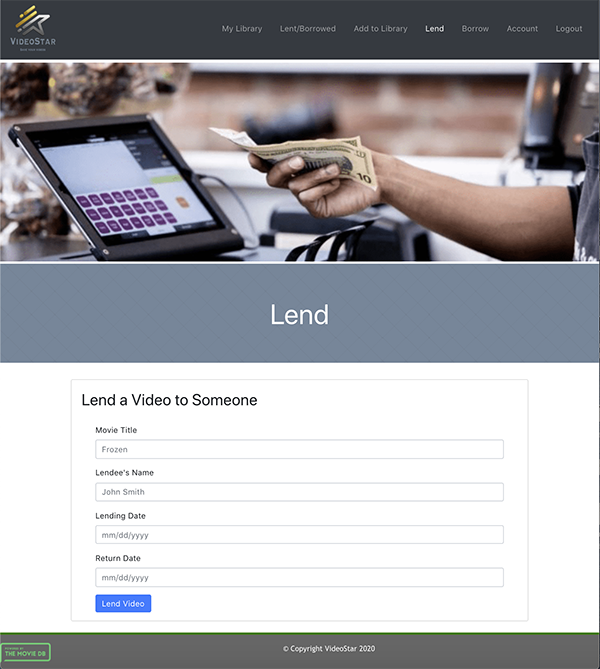 VIDEOSTAR
My Library
Lent/Borrowed
Add to Library
Lend
Borrow
Account
Logout
10
Lend
Lend a Video to Someone
Movie Title
Frozen
Lendee's Name
John Smith
Lending Date
mm/dd/yyyy
Return Date
mm/dd/yyyy
Lend Video
THE MOVIE DB
© Copyright VideoStar 2020